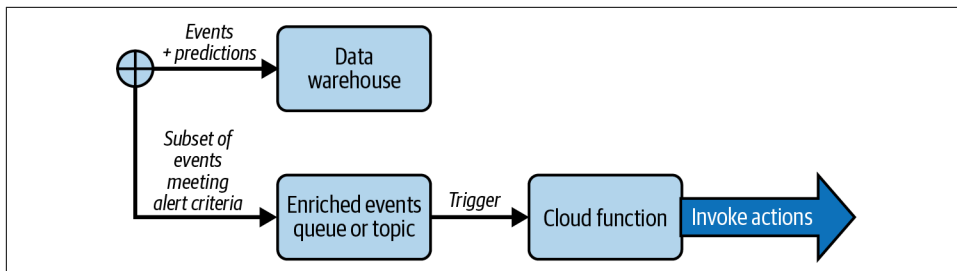 Events
+ predictions
Data
warehouse
Subset of
events
meeting
alert criteria
Enriched events
queue or topic
Trigger
Cloud function
Invoke actions